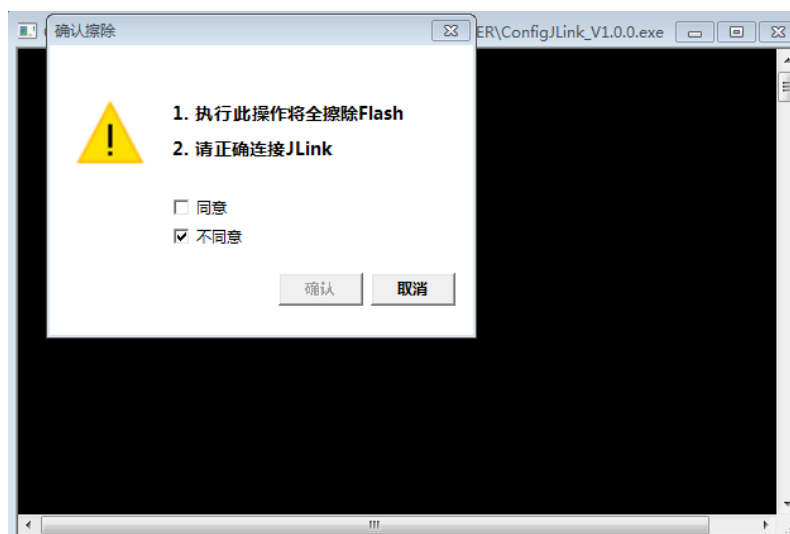 确认擦除
ER\ConfigJLink_V1.0.0.exe
1. 执行此操作将全擦除Flash
2. 请正确连接JLink
同意
不同意
确认
取消